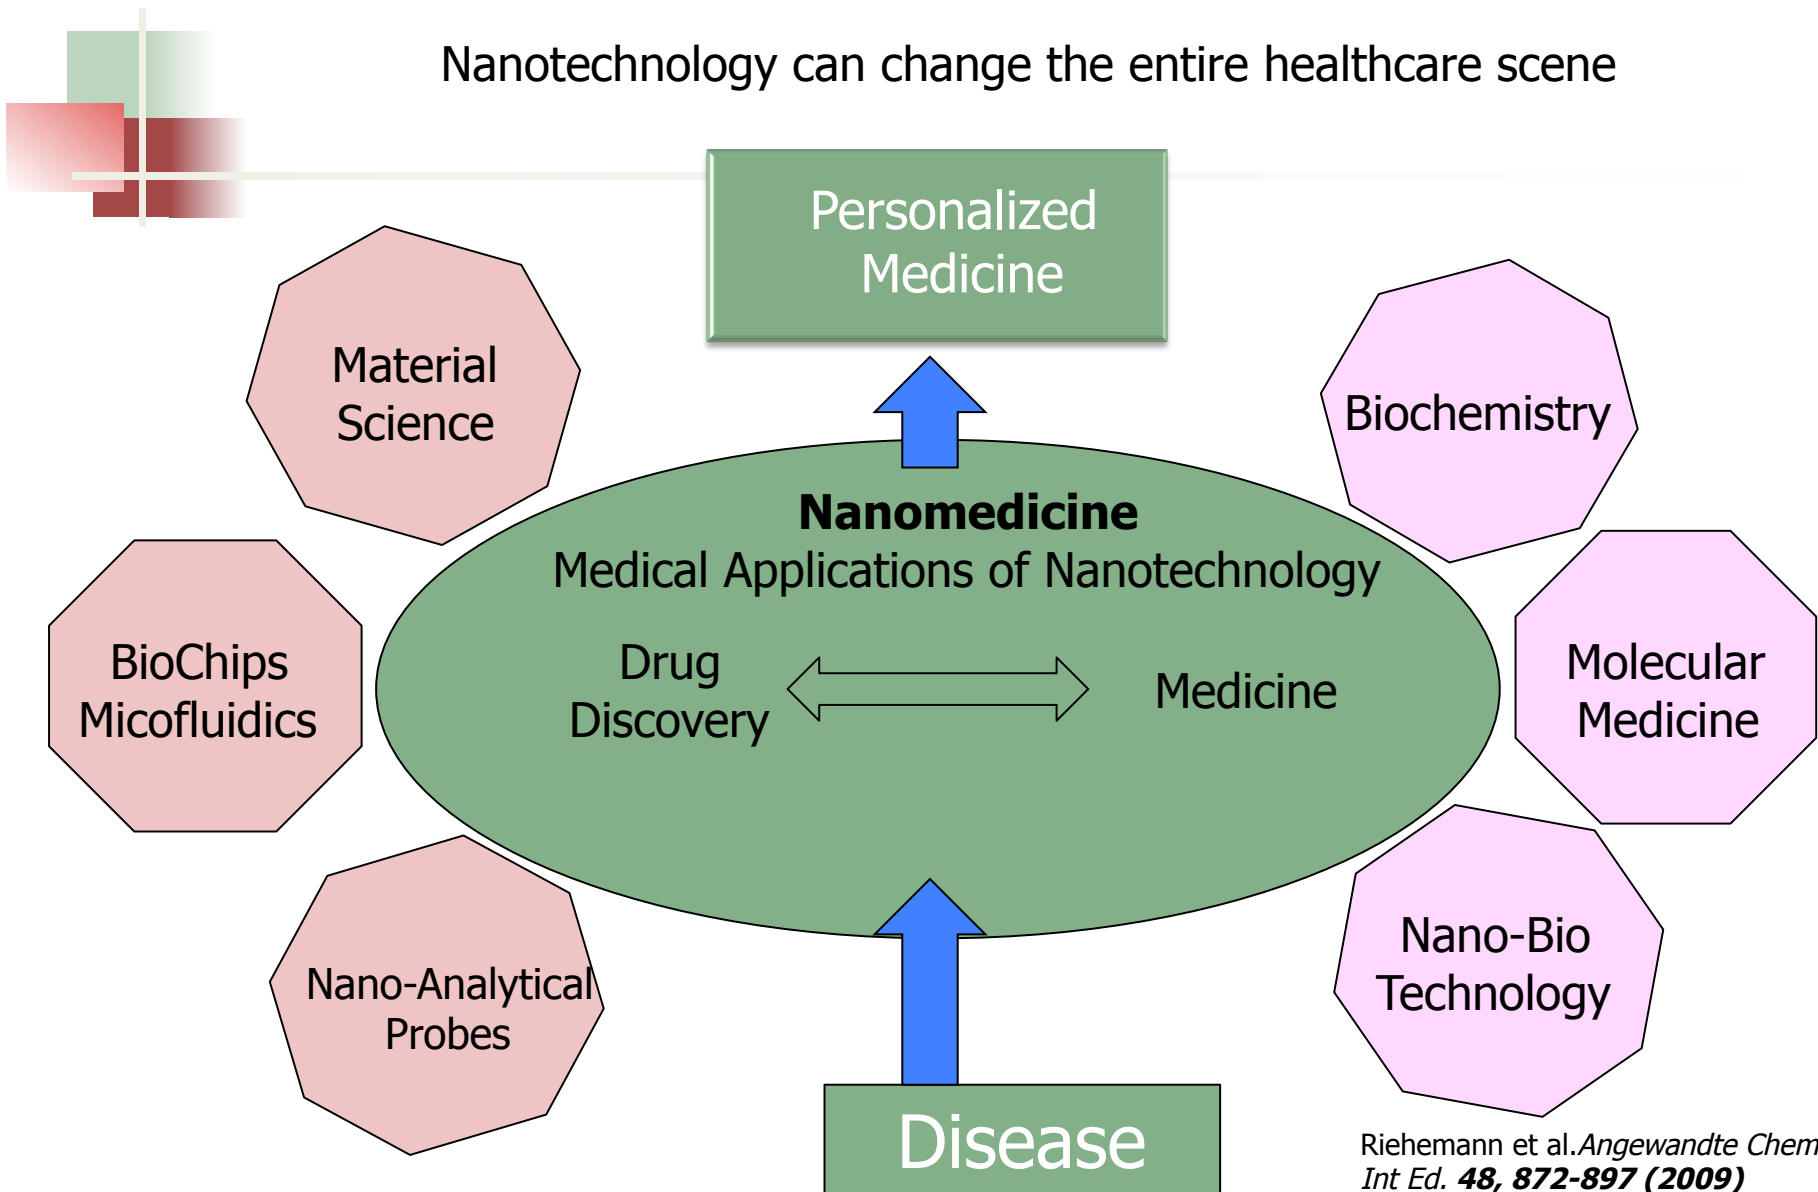 Nanotechnology can change the entire healthcare scene
Personalized
Medicine
Material
Science
Biochemistry
Nanomedicine
Medical Applications of Nanotechnology
BioChips
Micofluidics
Drug
Discovery
Medicine
Molecular
Medicine
Nano-Analytical
Probes
Nano-Bio
Technology
Disease
Riehemann et al.Angewandte Chem
Int Ed. 48, 872-897 (2009)